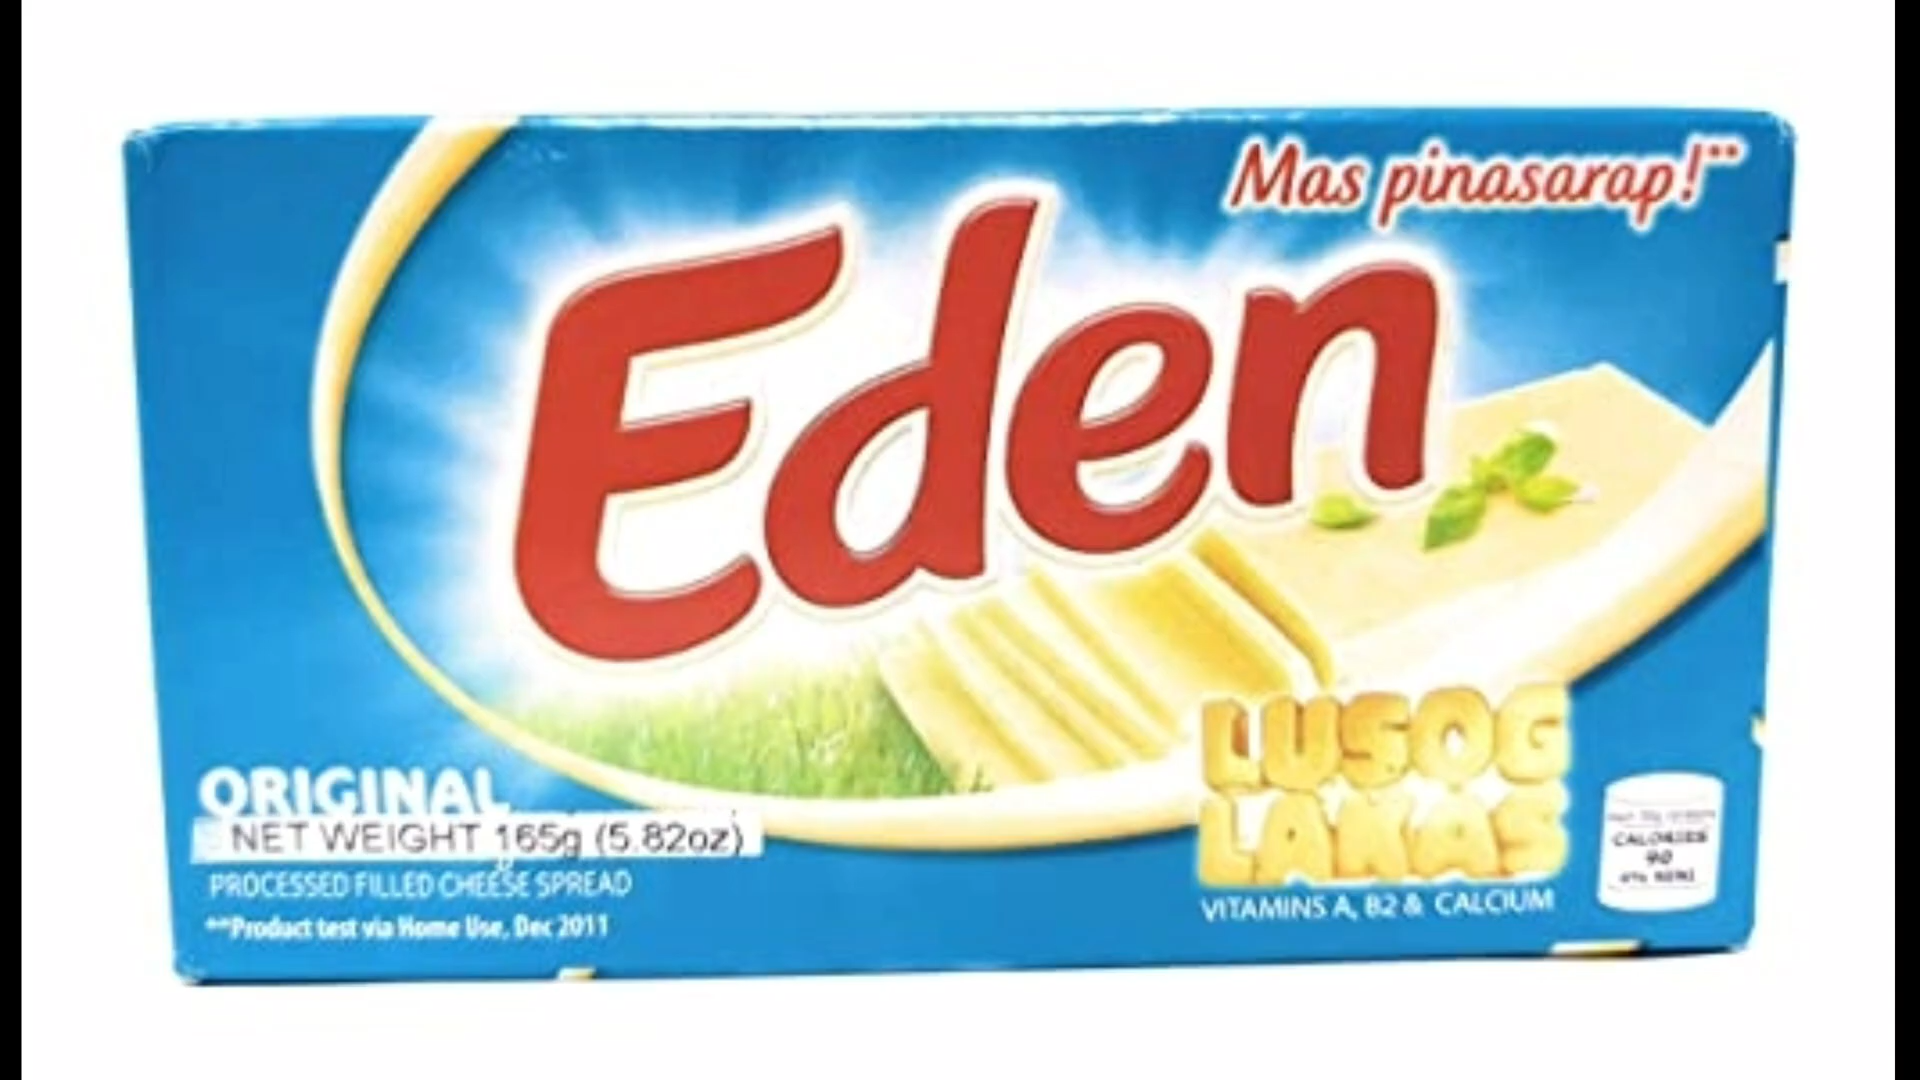 Mas pinasarap!**
Eden
LUSOG
LAKAS
VITAMINS A, B2 & CALCIUM
ORIGINAL
NET WEIGHT 165g (5.82oz)
PROCESSED FILLED CHEESE SPREAD
**Product test via Home Use, Dec 2011
CALORIES
90